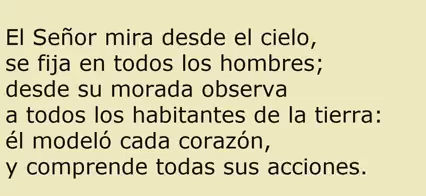 El Señor mira desde el cielo,
se fija en todos los hombres;
desde su morada observa
a todos los habitantes de la tierra:
él modeló cada corazón,
y comprende todas sus acciones.